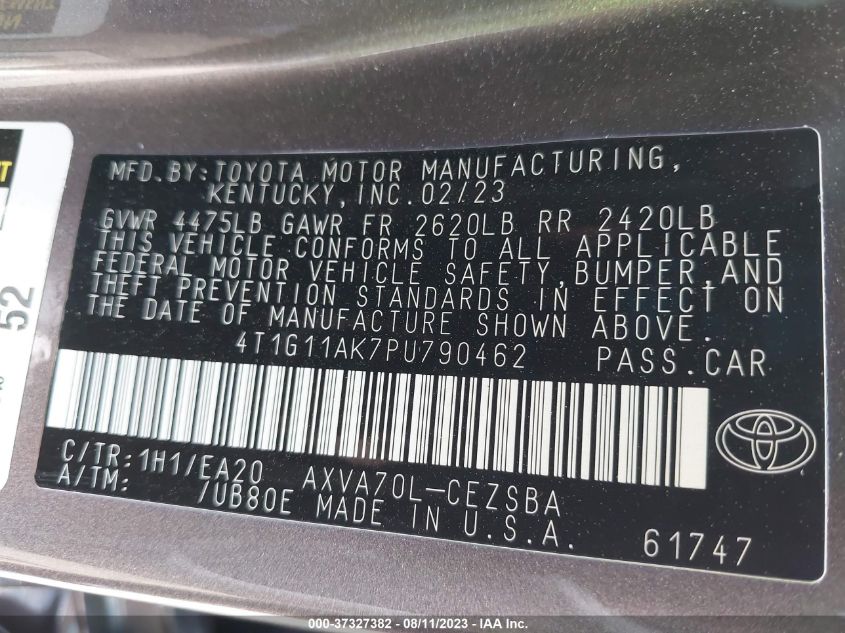 MFD.BY:TOYOTA MOTOR MANUFACTURING,
KENTUCKY, INC.02/23
GVWR 4475LB GAWR FR 2620LB RR 2420LB
THIS VEHICLE CONFORMS TO ALL APPLICABLE
FEDERAL MOTOR VEHICLE SAFETY,BUMPER,AND
THEFT PREVENTION STANDARDS IN EFFECT ON
THE DATE OF MANUFACTURE SHOWN ABOVE.
4T1G11AK7PU790462 PASS.CAR
C/TR:1H1/EA20 AXVA70L-CEZSBA
A/TM: /UB80E MADE IN U.S.A.
61747
52
000-37327382 - 08/11/2023 - IAA Inc.